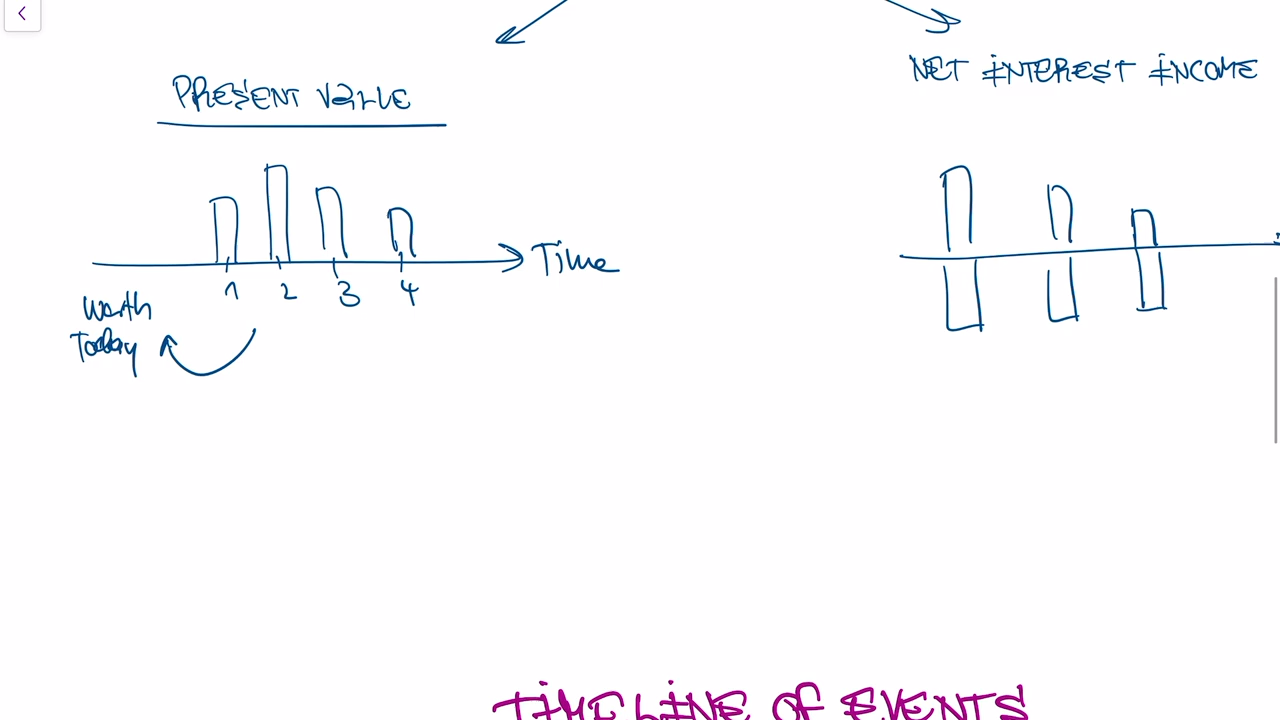 PRESENT VALUE
NET INTEREST INCOME
Time
1 2 3 4
Worth
Today
TIMELINE OF EVENTS